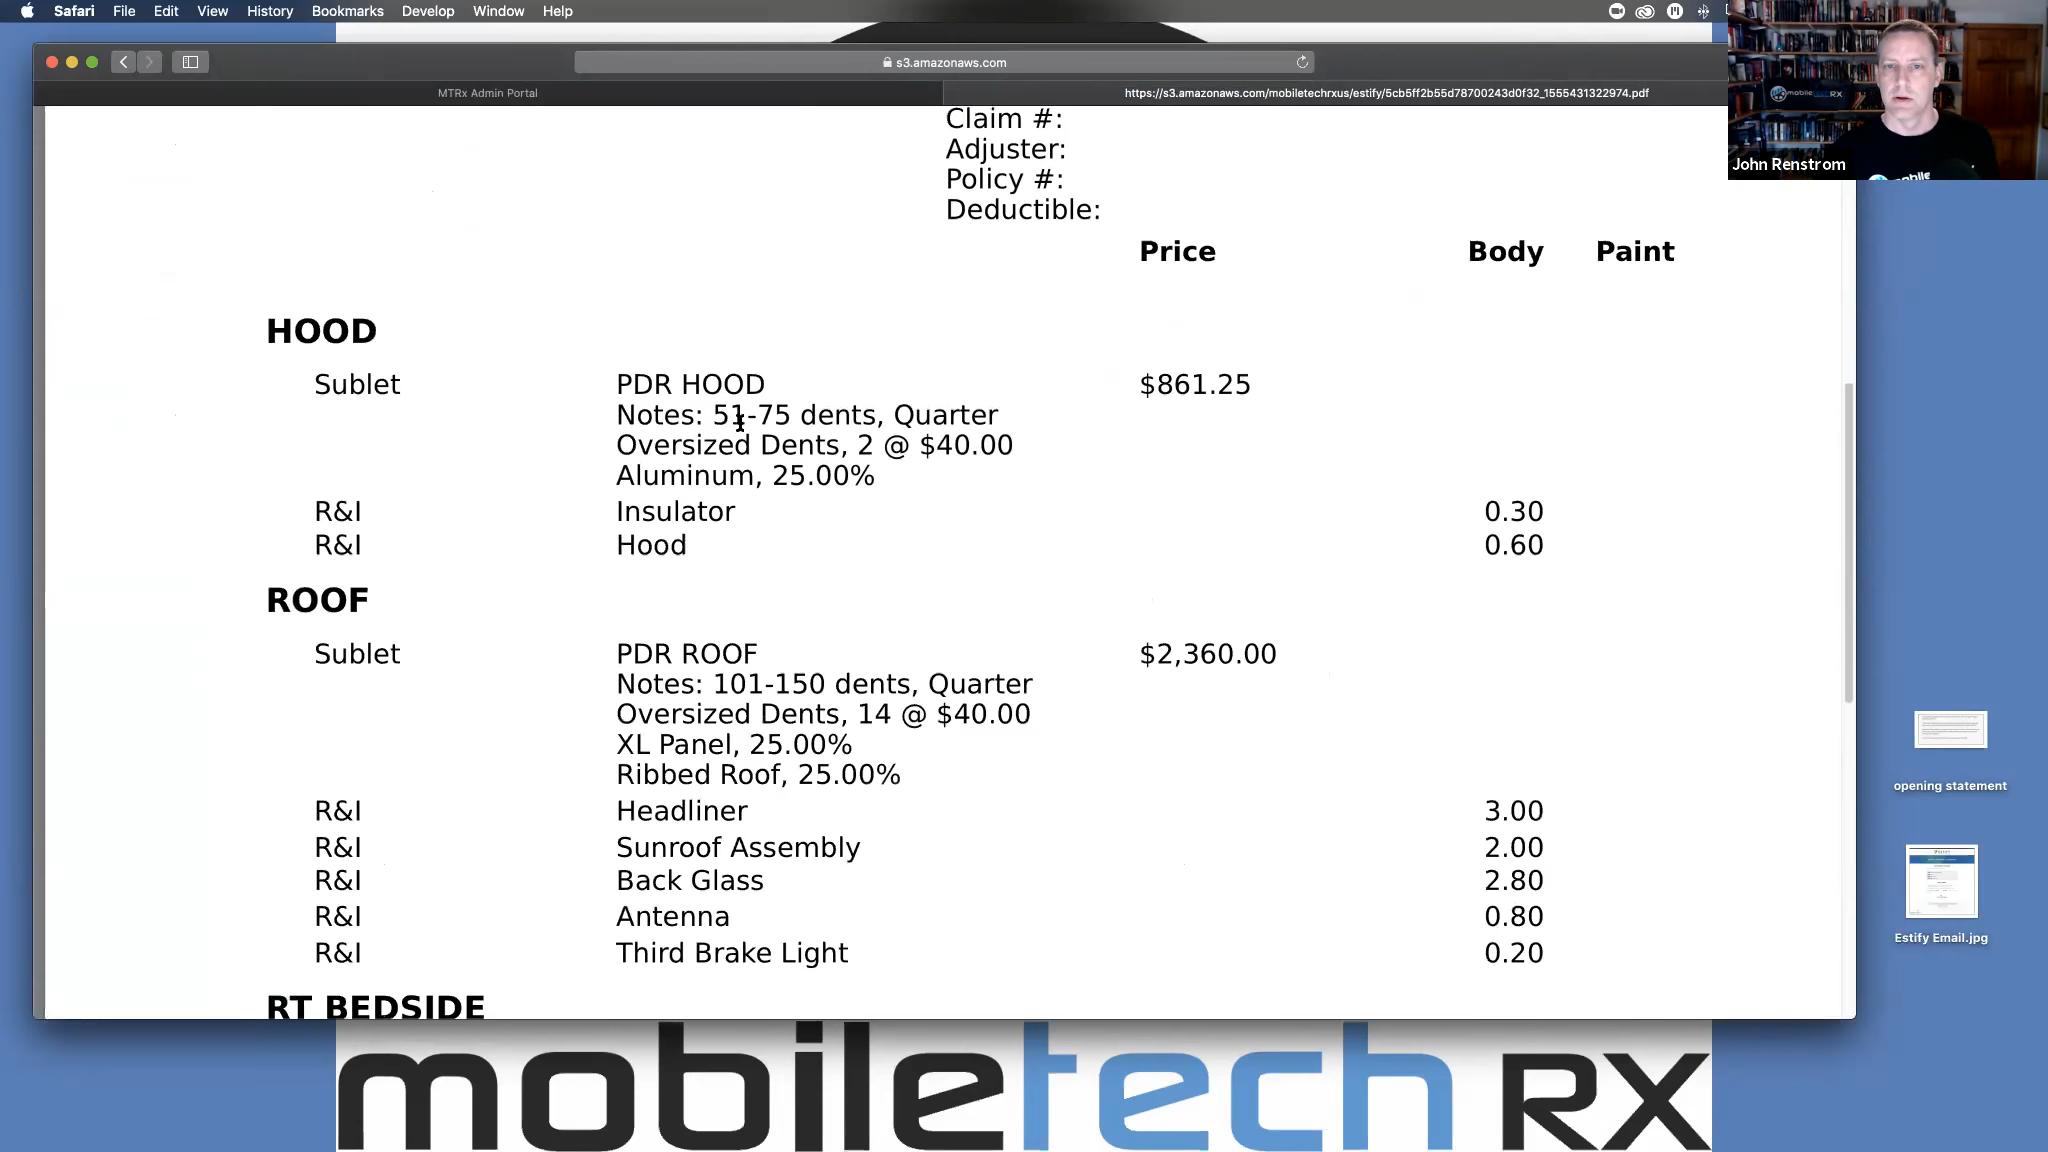 Safari File Edit View History Bookmarks Develop Window Help
s3.amazonaws.com
MTRx Admin Portal
https://s3.amazonaws.com/mobiletechrxus/estify/5cb5ff2b55d78700243d0f32_1555431322974.pdf
mobiletech RX
John Renstrom
mobile
Claim #:
Adjuster:
Policy #:
Deductible:
Price Body Paint
HOOD
Sublet PDR HOOD $861.25
Notes: 51-75 dents, Quarter
Oversized Dents, 2 @ $40.00
Aluminum, 25.00%
R&I Insulator 0.30
R&I Hood 0.60
ROOF
Sublet PDR ROOF $2,360.00
Notes: 101-150 dents, Quarter
Oversized Dents, 14 @ $40.00
XL Panel, 25.00%
Ribbed Roof, 25.00%
R&I Headliner 3.00
R&I Sunroof Assembly 2.00
R&I Back Glass 2.80
R&I Antenna 0.80
R&I Third Brake Light 0.20
RT BEDSIDE
opening statement
Estify Email.jpg
mobiletech RX